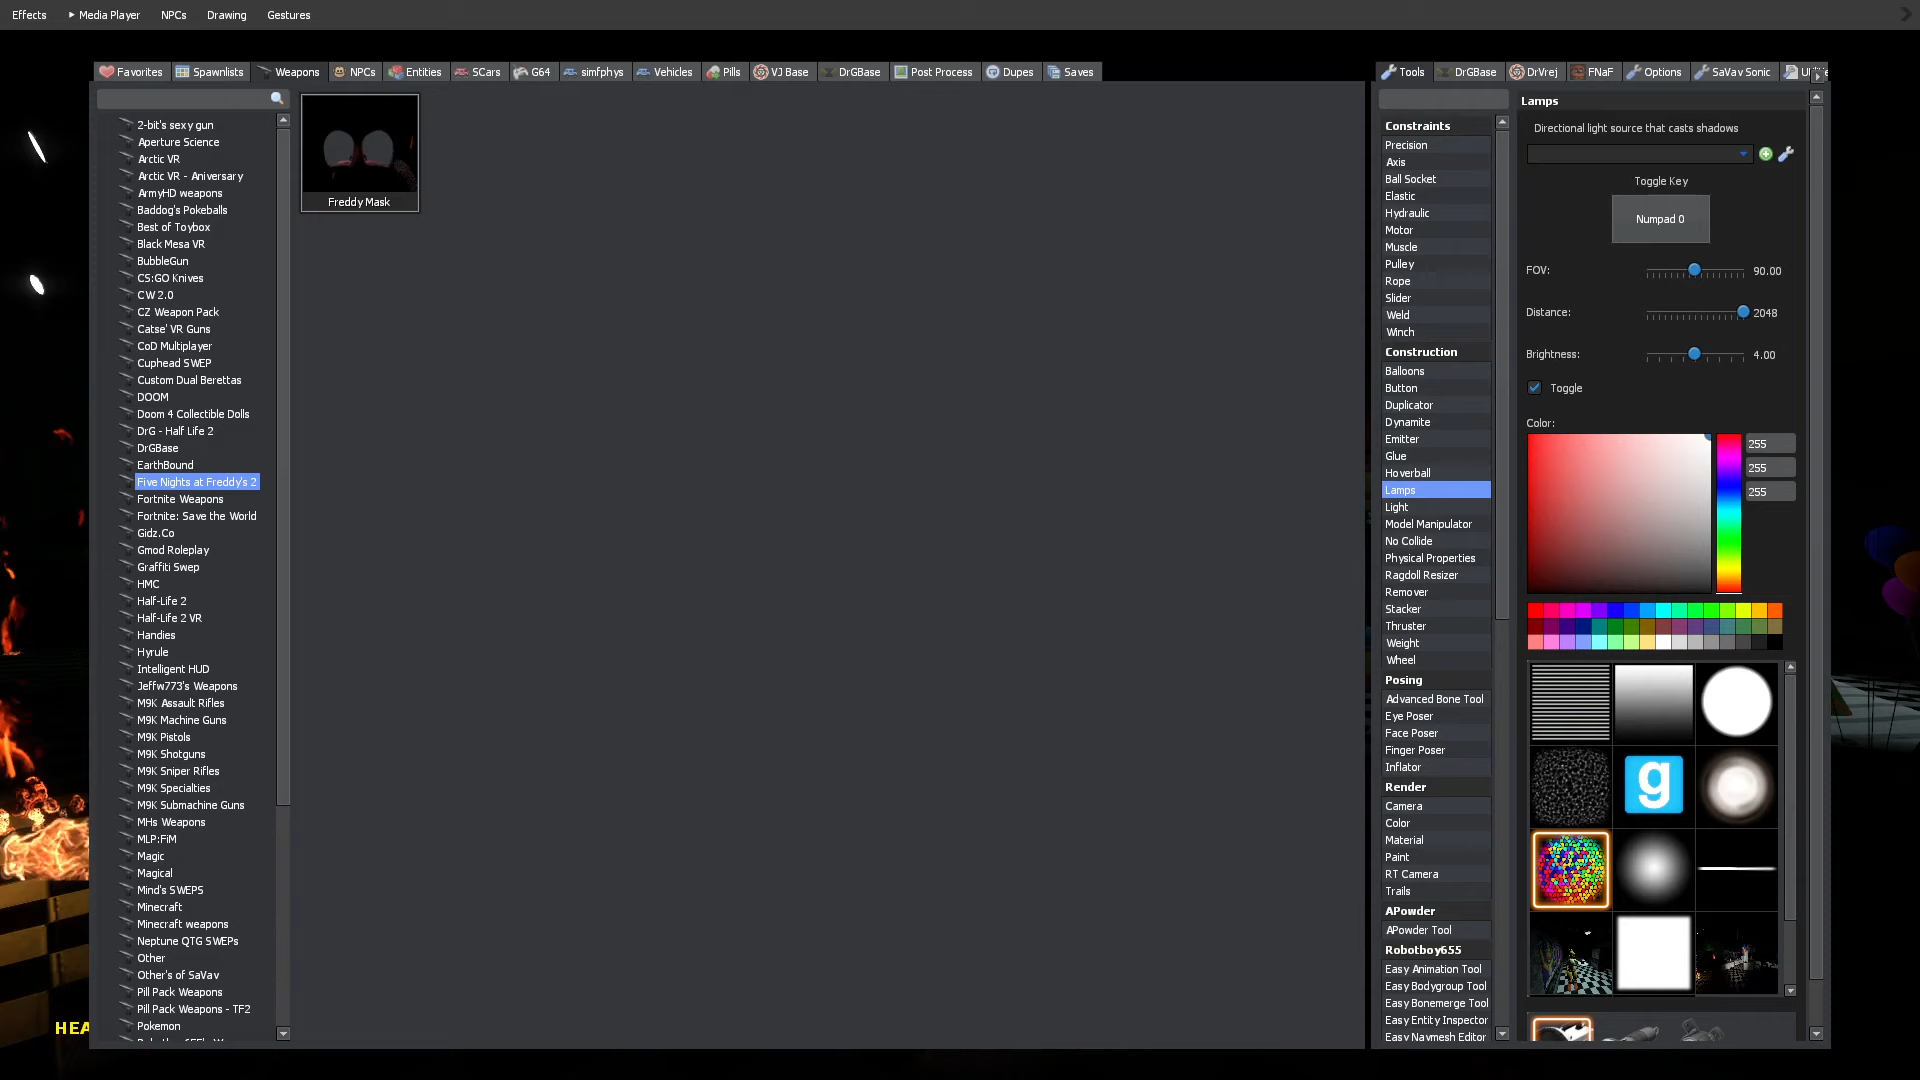 Effects
Media Player
NPCs
Drawing
Gestures
Favorites
Spawnlists
Weapons
NPCs
Entities
SCars
G64
simfphys
Vehicles
Pills
VJ Base
DrGBase
Post Process
Dupes
Saves
2-bit's sexy gun
Aperture Science
Arctic VR
Arctic VR - Aniversary
ArmyHD weapons
Baddog's Pokeballs
Best of Toybox
Black Mesa VR
BubbleGun
CS:GO Knives
CW 2.0
CZ Weapon Pack
Catse' VR Guns
CoD Multiplayer
Cuphead SWEP
Custom Dual Berettas
DOOM
Doom 4 Collectible Dolls
DrG - Half Life 2
DrGBase
EarthBound
Five Nights at Freddy's 2
Fortnite Weapons
Fortnite: Save the World
Gidz.Co
Gmod Roleplay
Graffiti Swep
HMC
Half-Life 2
Half-Life 2 VR
Handies
Hyrule
Intelligent HUD
Jeffw773's Weapons
M9K Assault Rifles
M9K Machine Guns
M9K Pistols
M9K Shotguns
M9K Sniper Rifles
M9K Specialties
M9K Submachine Guns
MHs Weapons
MLP:FiM
Magic
Magical
Mind's SWEPS
Minecraft
Minecraft weapons
Neptune QTG SWEPs
Other
Other's of SaVav
Pill Pack Weapons
Pill Pack Weapons - TF2
Pokemon
HEA
Freddy Mask
Tools
DrGBase
DrVrej
FNaF
Options
SaVav Sonic
Constraints
Precision
Axis
Ball Socket
Elastic
Hydraulic
Motor
Muscle
Pulley
Rope
Slider
Weld
Winch
Construction
Balloons
Button
Duplicator
Dynamite
Emitter
Glue
Hoverball
Lamps
Light
Model Manipulator
No Collide
Physical Properties
Ragdoll Resizer
Remover
Stacker
Thruster
Weight
Wheel
Posing
Advanced Bone Tool
Eye Poser
Face Poser
Finger Poser
Inflator
Render
Camera
Color
Material
Paint
RT Camera
Trails
APowder
APowder Tool
Robotboy655
Easy Animation Tool
Easy Bodygroup Tool
Easy Bonemerge Tool
Easy Entity Inspector
Easy Navmesh Editor
Lamps
Directional light source that casts shadows
Toggle Key
Numpad 0
FOV: 90.00
Distance: 2048
Brightness: 4.00
Toggle
Color:
255
255
255
g